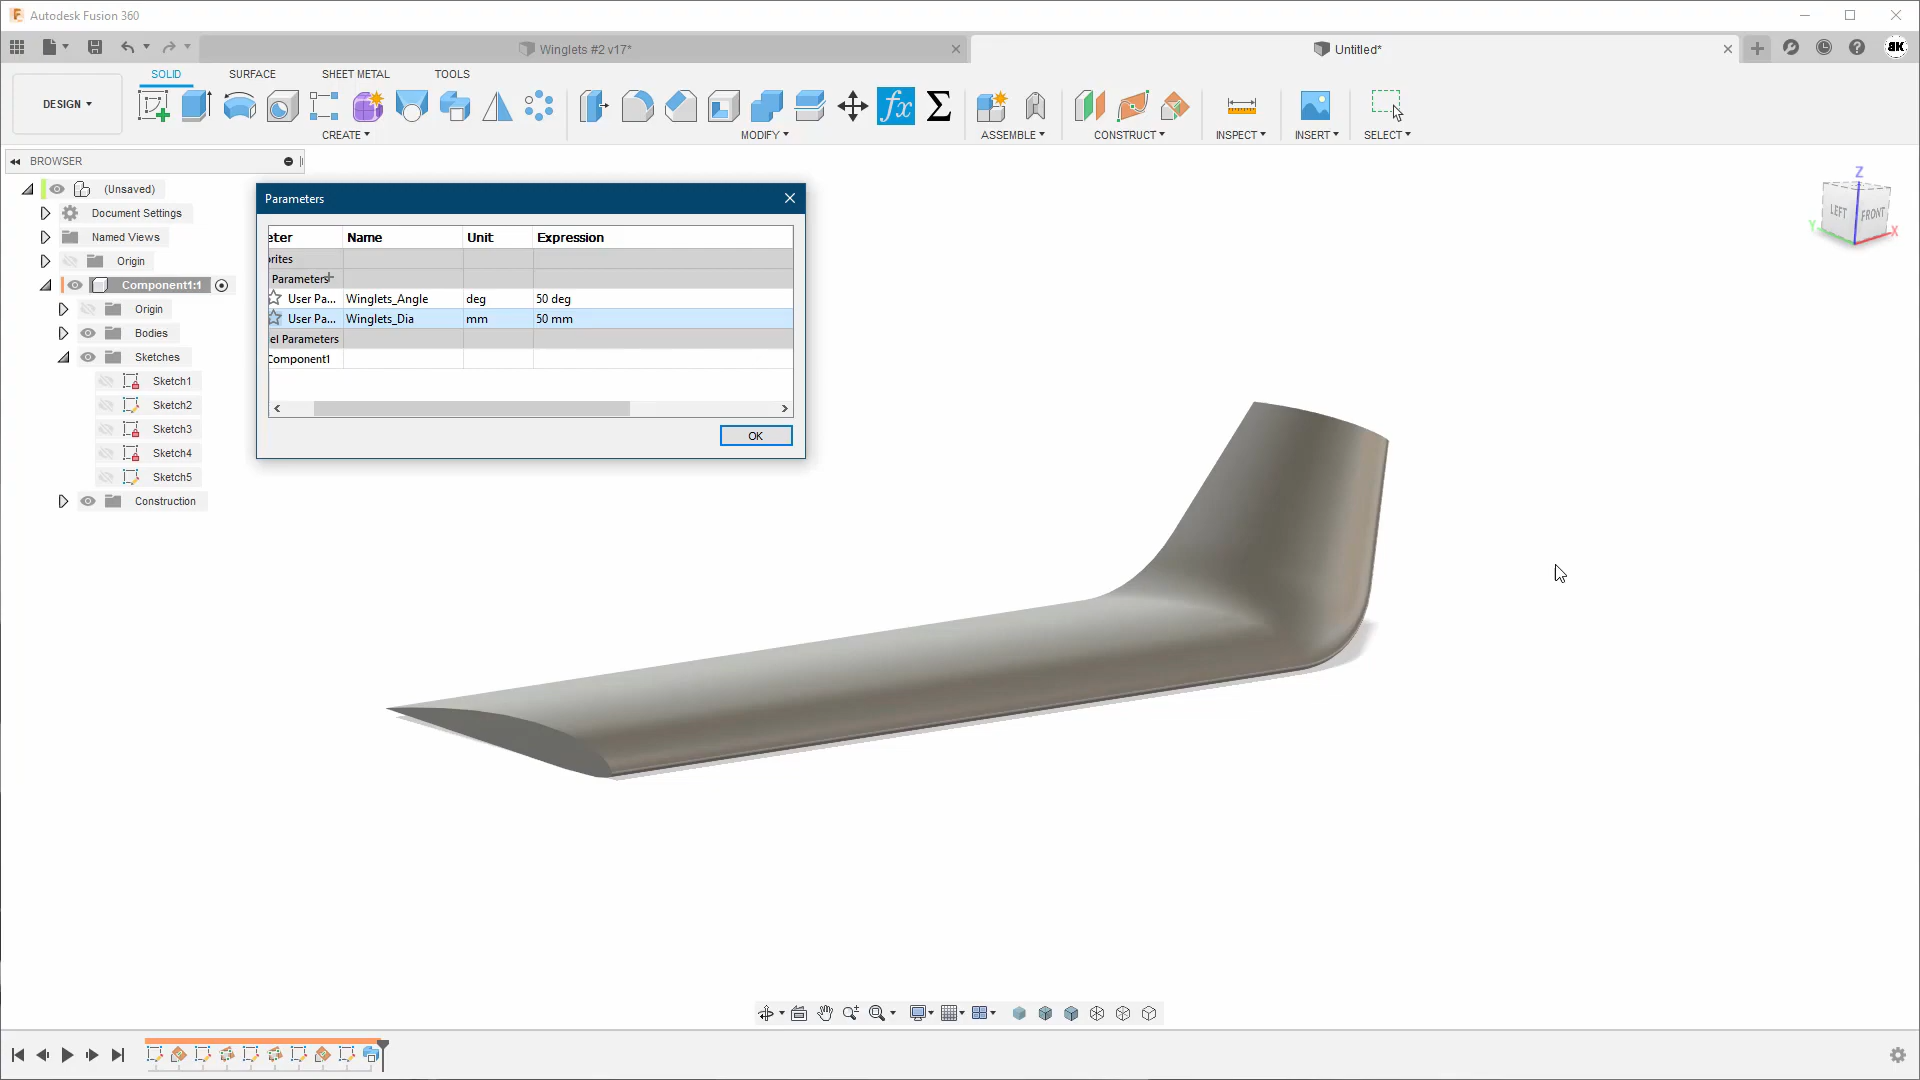 Autodesk Fusion 360
Winglets #2 v17*
Untitled*
BK
SOLID
SURFACE
SHEET METAL
TOOLS
DESIGN
CREATE
MODIFY
ASSEMBLE
CONSTRUCT
INSPECT
INSERT
SELECT
fx
Σ
BROWSER
(Unsaved)
Document Settings
Named Views
Origin
Component1:1
Origin
Bodies
Sketches
Sketch1
Sketch2
Sketch3
Sketch4
Sketch5
Construction
Parameters
eter Name Unit Expression
orites
Parameters
User Pa... Winglets_Angle deg 50 deg
User Pa... Winglets_Dia mm 50 mm
el Parameters
Component1
OK
Z
LEFT
FRONT
Y
X